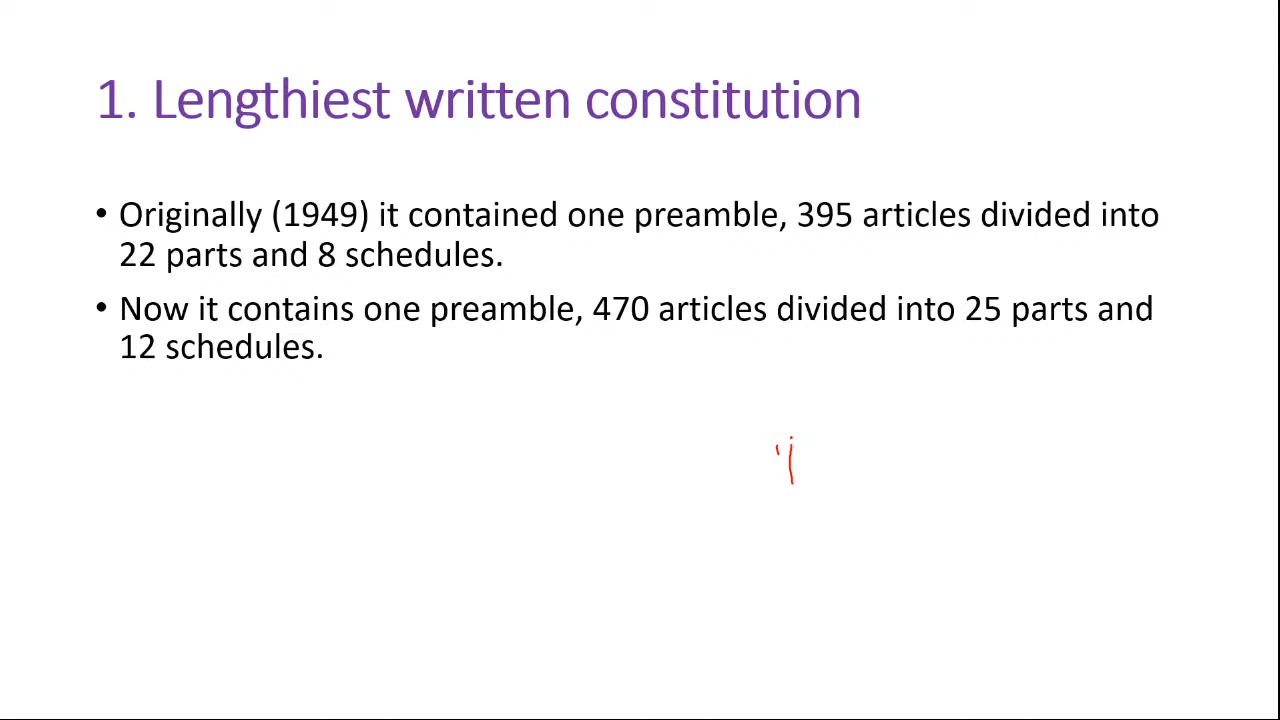 1. Lengthiest written constitution
• Originally (1949) it contained one preamble, 395 articles divided into
22 parts and 8 schedules.
• Now it contains one preamble, 470 articles divided into 25 parts and
12 schedules.